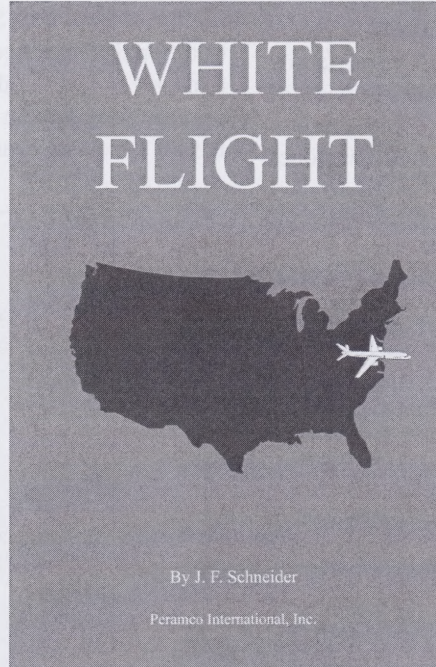 WHITE
FLIGHT
By J. F. Schneider
Peramco International, Inc.